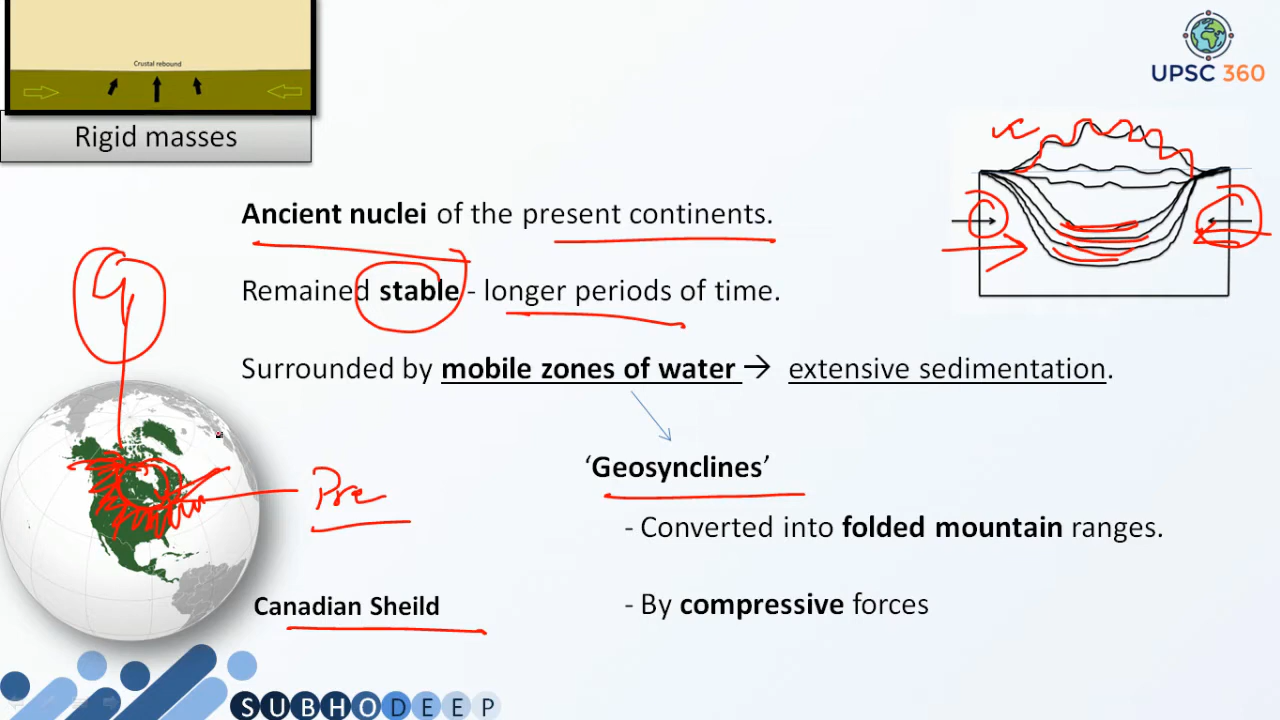 Crustal rebound
UPSC 360
Rigid masses
Ancient nuclei of the present continents.
Remained stable - longer periods of time.
Surrounded by mobile zones of water → extensive sedimentation.
‘Geosynclines’
Pre
- Converted into folded mountain ranges.
Canadian Sheild
- By compressive forces
SUBHODEEP